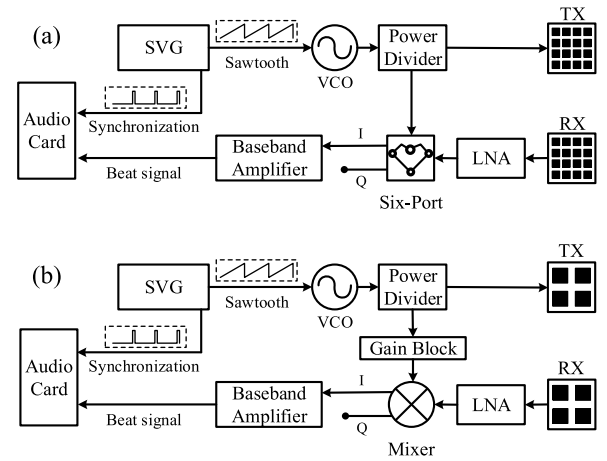 (a)
SVG
Sawtooth
VCO
Power
Divider
TX
Audio
Card
Synchronization
Beat signal
Baseband
Amplifier
I
Q
Six-Port
LNA
RX
(b)
SVG
Sawtooth
VCO
Power
Divider
TX
Gain Block
Audio
Card
Synchronization
Beat signal
Baseband
Amplifier
I
Q
Mixer
LNA
RX